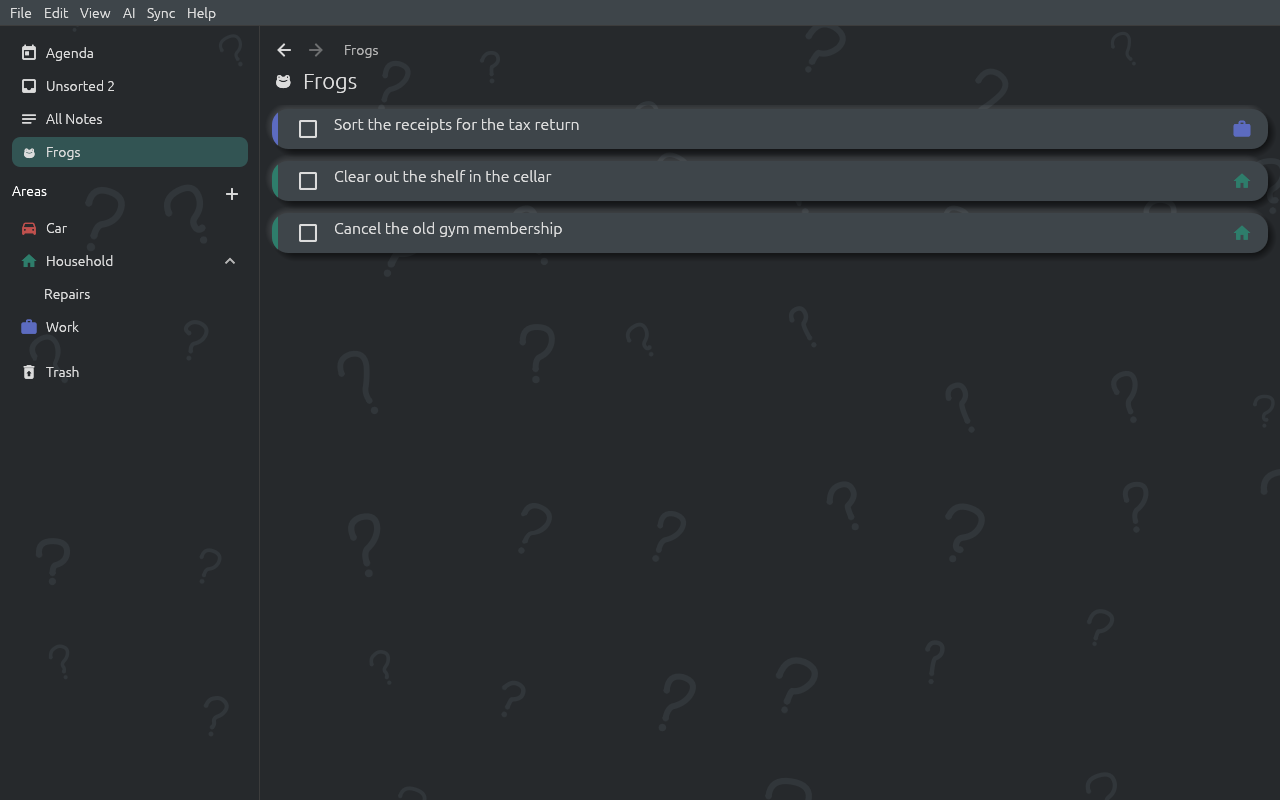 File Edit View AI Sync Help
Agenda
Unsorted 2
All Notes
Frogs
Areas
Car
Household
Repairs
Work
Trash
Frogs
Frogs
Sort the receipts for the tax return
Clear out the shelf in the cellar
Cancel the old gym membership